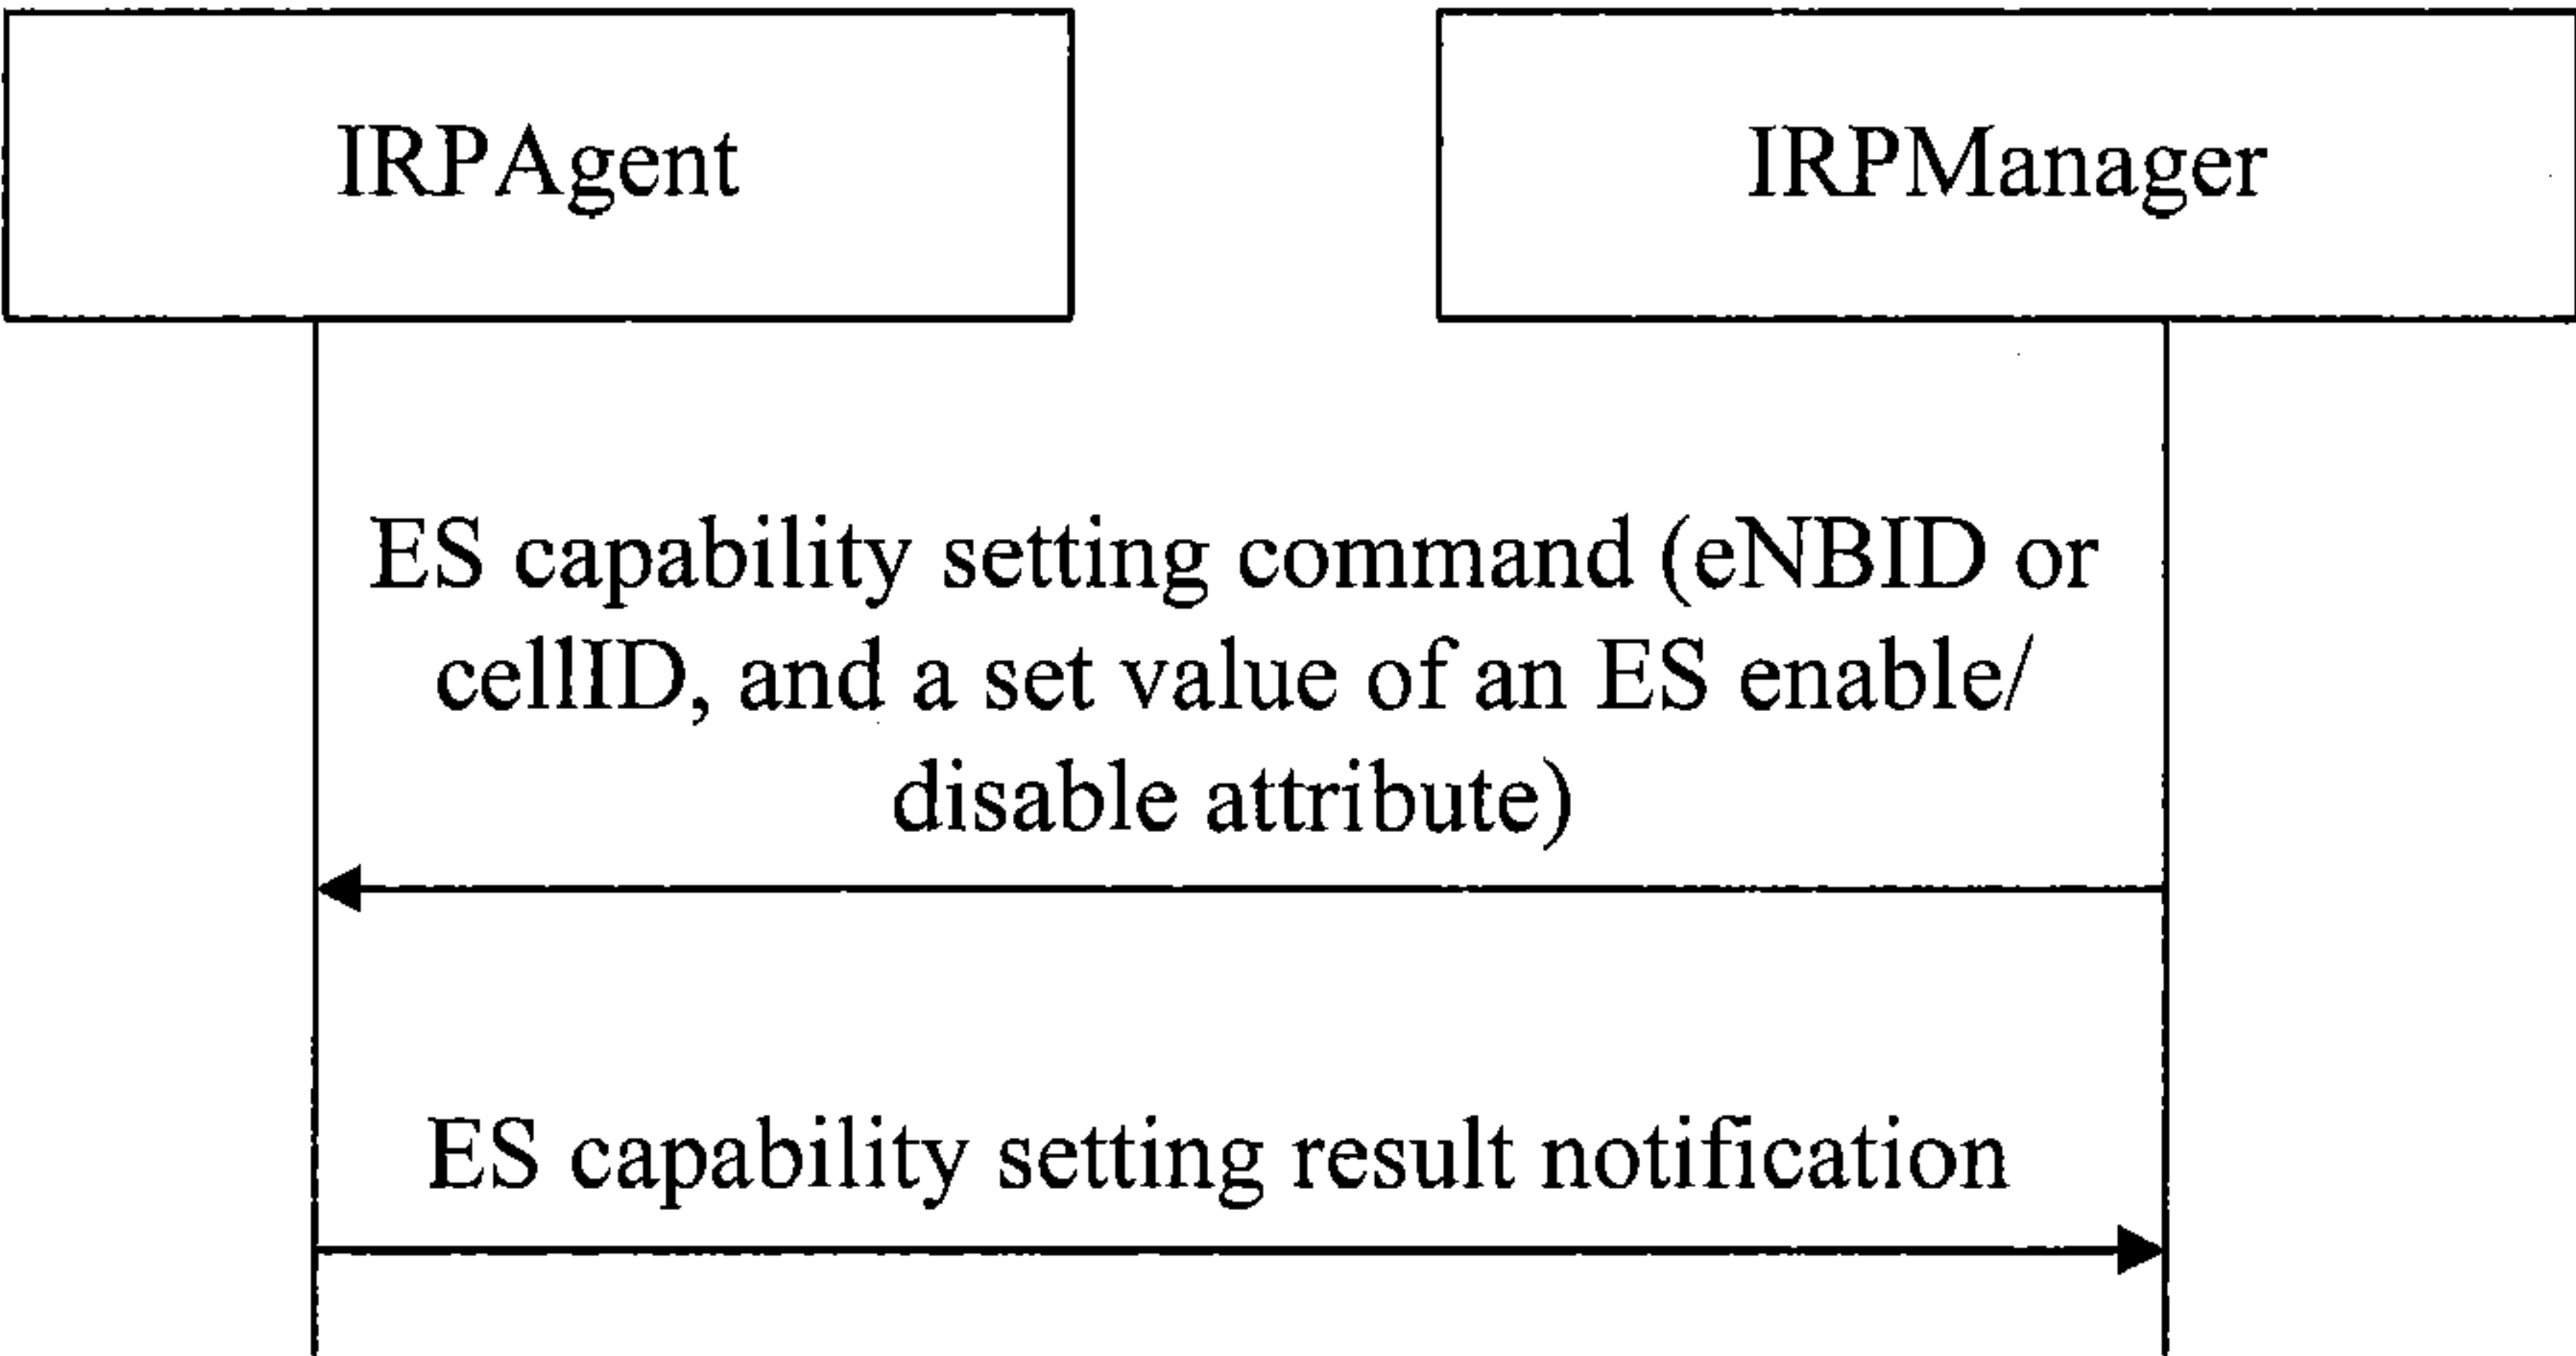 IRPAgent
IRPManager
ES capability setting command (eNBID or
cellID, and a set value of an ES enable/
disable attribute)
ES capability setting result notification